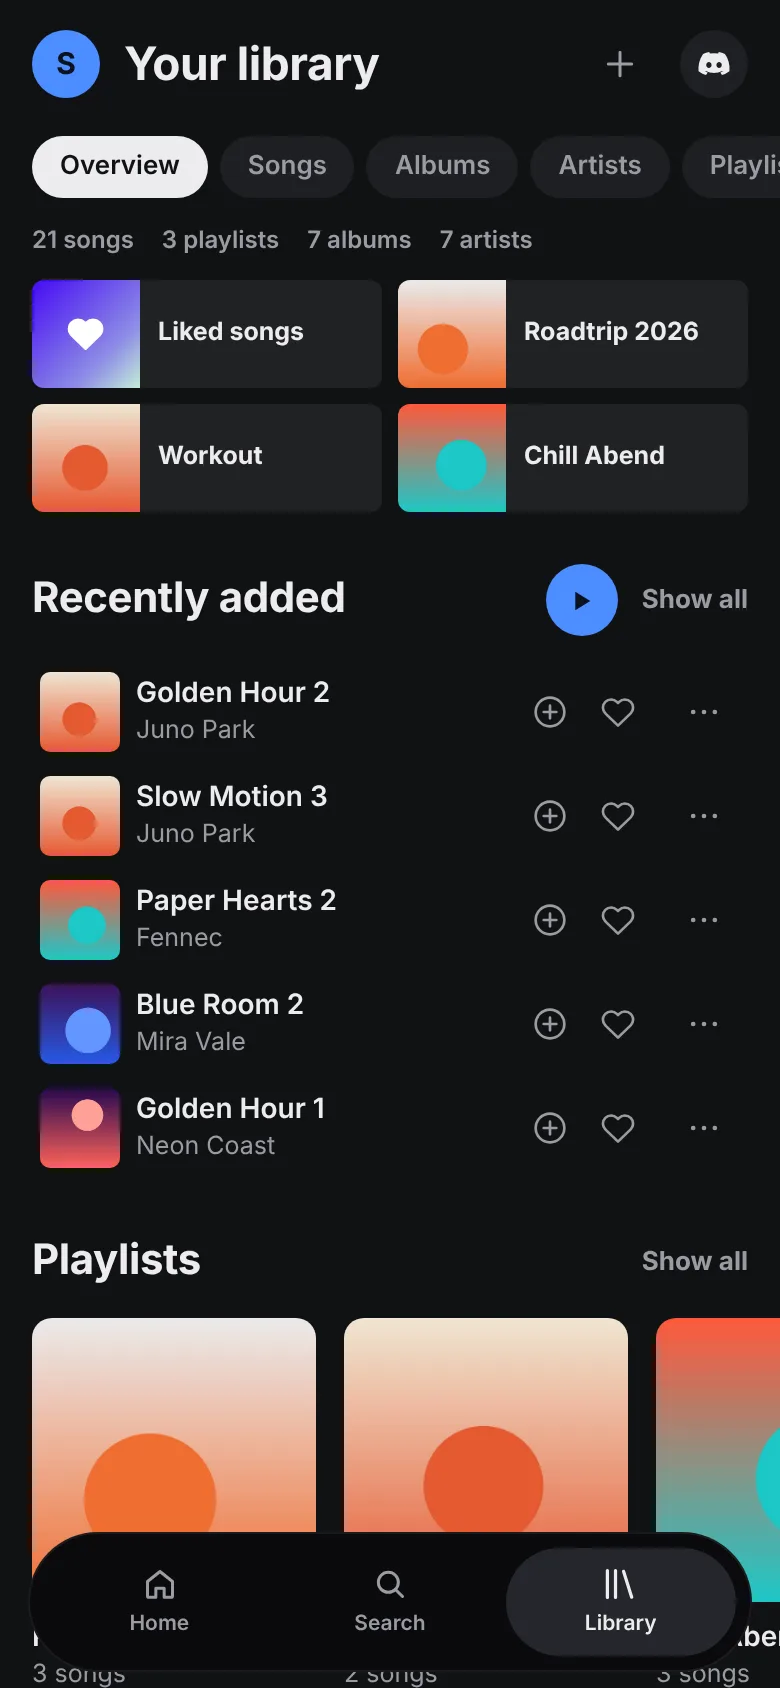 S
Your library
Overview
Songs
Albums
Artists
21 songs
3 playlists
7 albums
7 artists
Liked songs
Roadtrip 2026
Workout
Chill Abend
Recently added
Show all
Golden Hour 2
Juno Park
Slow Motion 3
Juno Park
Paper Hearts 2
Fennec
Blue Room 2
Mira Vale
Golden Hour 1
Neon Coast
Playlists
Show all
3 songs
2 songs
3 songs
Home
Search
Library